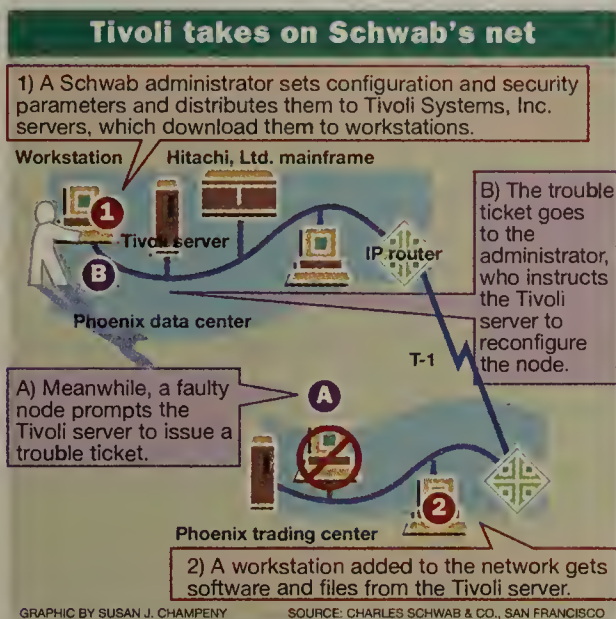 Tivoli takes on Schwab's net
1) A Schwab administrator sets configuration and security
parameters and distributes them to Tivoli Systems, Inc.
servers, which download them to workstations.
Workstation
Hitachi, Ltd. mainframe
1
Tivoli server
B
IP router
Phoenix data center
B) The trouble
ticket goes
to the
administrator,
who instructs
the Tivoli
server to
reconfigure
the node.
T-1
A) Meanwhile, a faulty
node prompts the
Tivoli server to issue a
trouble ticket.
A
2
Phoenix trading center
2) A workstation added to the network gets
software and files from the Tivoli server.
GRAPHIC BY SUSAN J. CHAMPENY
SOURCE: CHARLES SCHWAB & CO., SAN FRANCISCO